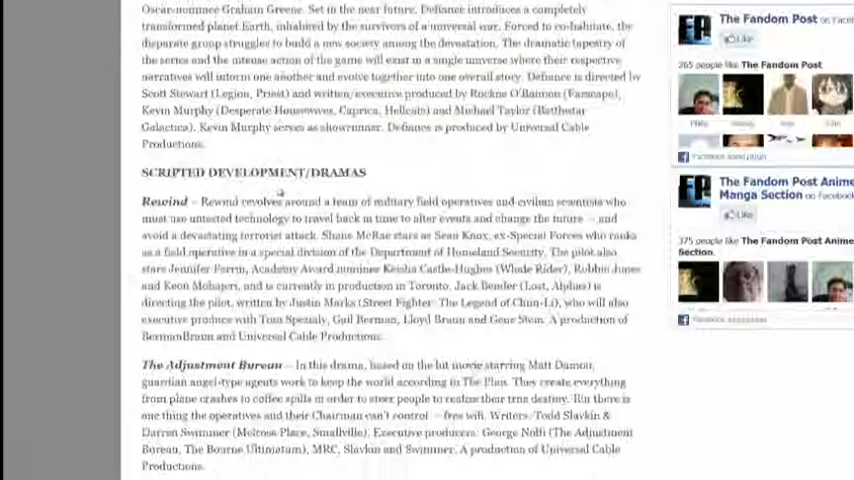 Oscar-nominee Graham Greene. Set in the near future, Defiance introduces a completely
transformed planet Earth, inhabited by the survivors of a universal war. Forced to co-habitate, the
disparate group struggles to build a new society among the devastation. The dramatic tapestry of
the series and the intense action of the game will exist in a single universe where their respective
narratives will inform one another and evolve together into one overall story. Defiance is directed by
Scott Stewart (Legion, Priest) and written/executive produced by Rockne O'Bannon (Farscape),
Kevin Murphy (Desperate Housewives, Caprica, Hellcats) and Michael Taylor (Battlestar
Galactica). Kevin Murphy serves as showrunner. Defiance is produced by Universal Cable
Productions.
SCRIPTED DEVELOPMENT/DRAMAS
Rewind – Rewind revolves around a team of military field operatives and civilian scientists who
must use untested technology to travel back in time to alter events and change the future – and
avoid a devastating terrorist attack. Shane McRae stars as Sean Knox, ex-Special Forces who ranks
as a field operative in a special division of the Department of Homeland Security. The pilot also
stars Jennifer Ferrin, Academy Award nominee Keisha Castle-Hughes (Whale Rider), Robbie Jones
and Keon Mohajeri, and is currently in production in Toronto. Jack Bender (Lost, Alphas) is
directing the pilot, written by Justin Marks (Street Fighter: The Legend of Chun-Li), who will also
executive produce with Tom Spezialy, Gail Berman, Lloyd Braun and Gene Stein. A production of
BermanBraun and Universal Cable Productions.
The Adjustment Bureau – In this drama, based on the hit movie starring Matt Damon,
guardian angel-type agents work to keep the world according to The Plan. They create everything
from plane crashes to coffee spills in order to steer people to realize their true destiny. But there is
one thing the operatives and their Chairman can't control – free will. Writers: Todd Slavkin &
Darren Swimmer (Melrose Place, Smallville). Executive producers: George Nolfi (The Adjustment
Bureau, The Bourne Ultimatum), MRC, Slavkin and Swimmer. A production of Universal Cable
Productions.
The Fandom Post on Face
Like
265 people like The Fandom Post
Facebook social plugin
The Fandom Post Anime
Manga Section on Facebook
Like
375 people like The Fandom Post Anime
Section.
Facebook social plugin